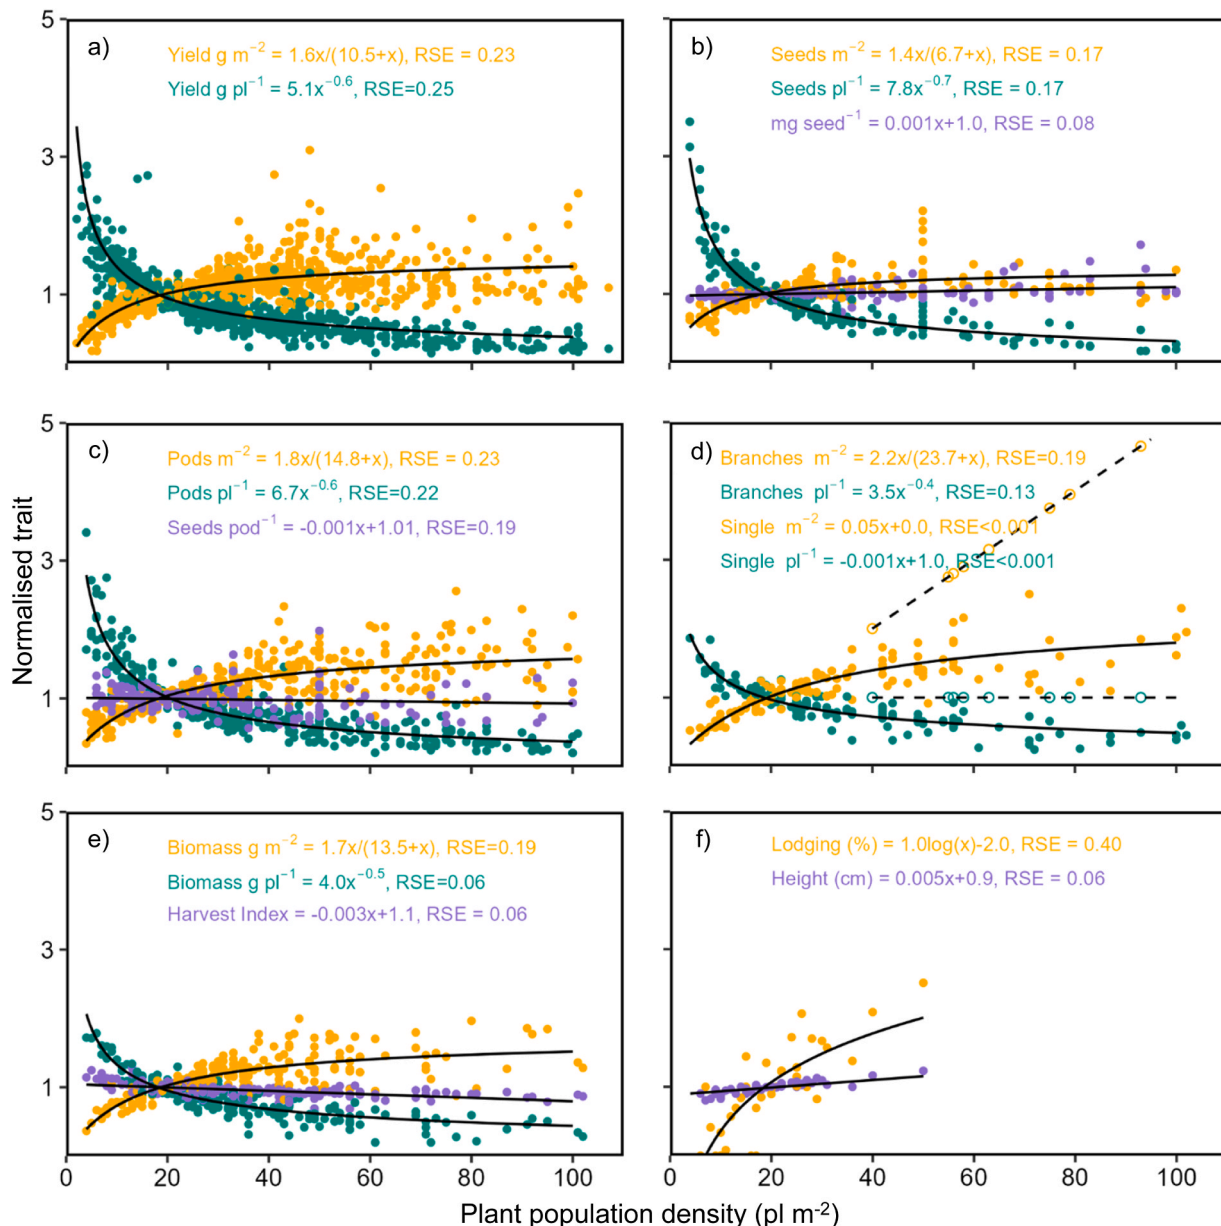 a)
Yield g m⁻² = 1.6x/(10.5+x), RSE = 0.23
Yield g pl⁻¹ = 5.1x⁻⁰·⁶, RSE=0.25
b)
Seeds m⁻² = 1.4x/(6.7+x), RSE = 0.17
Seeds pl⁻¹ = 7.8x⁻⁰·⁷, RSE = 0.17
mg seed⁻¹ = 0.001x+1.0, RSE = 0.08
5
3
1
c)
Pods m⁻² = 1.8x/(14.8+x), RSE = 0.23
Pods pl⁻¹ = 6.7x⁻⁰·⁶, RSE=0.22
Seeds pod⁻¹ = -0.001x+1.01, RSE=0.19
d)
Branches m⁻² = 2.2x/(23.7+x), RSE=0.19
Branches pl⁻¹ = 3.5x⁻⁰·⁴, RSE=0.13
Single m⁻² = 0.05x+0.0, RSE<0.001
Single pl⁻¹ = -0.001x+1.0, RSE<0.001
5
3
1
Normalised trait
e)
Biomass g m⁻² = 1.7x/(13.5+x), RSE=0.19
Biomass g pl⁻¹ = 4.0x⁻⁰·⁵, RSE=0.06
Harvest Index = -0.003x+1.1, RSE = 0.06
f)
Lodging (%) = 1.0log(x)-2.0, RSE = 0.40
Height (cm) = 0.005x+0.9, RSE = 0.06
5
3
1
0 20 40 60 80 100
0 20 40 60 80 100
Plant population density (pl m⁻²)